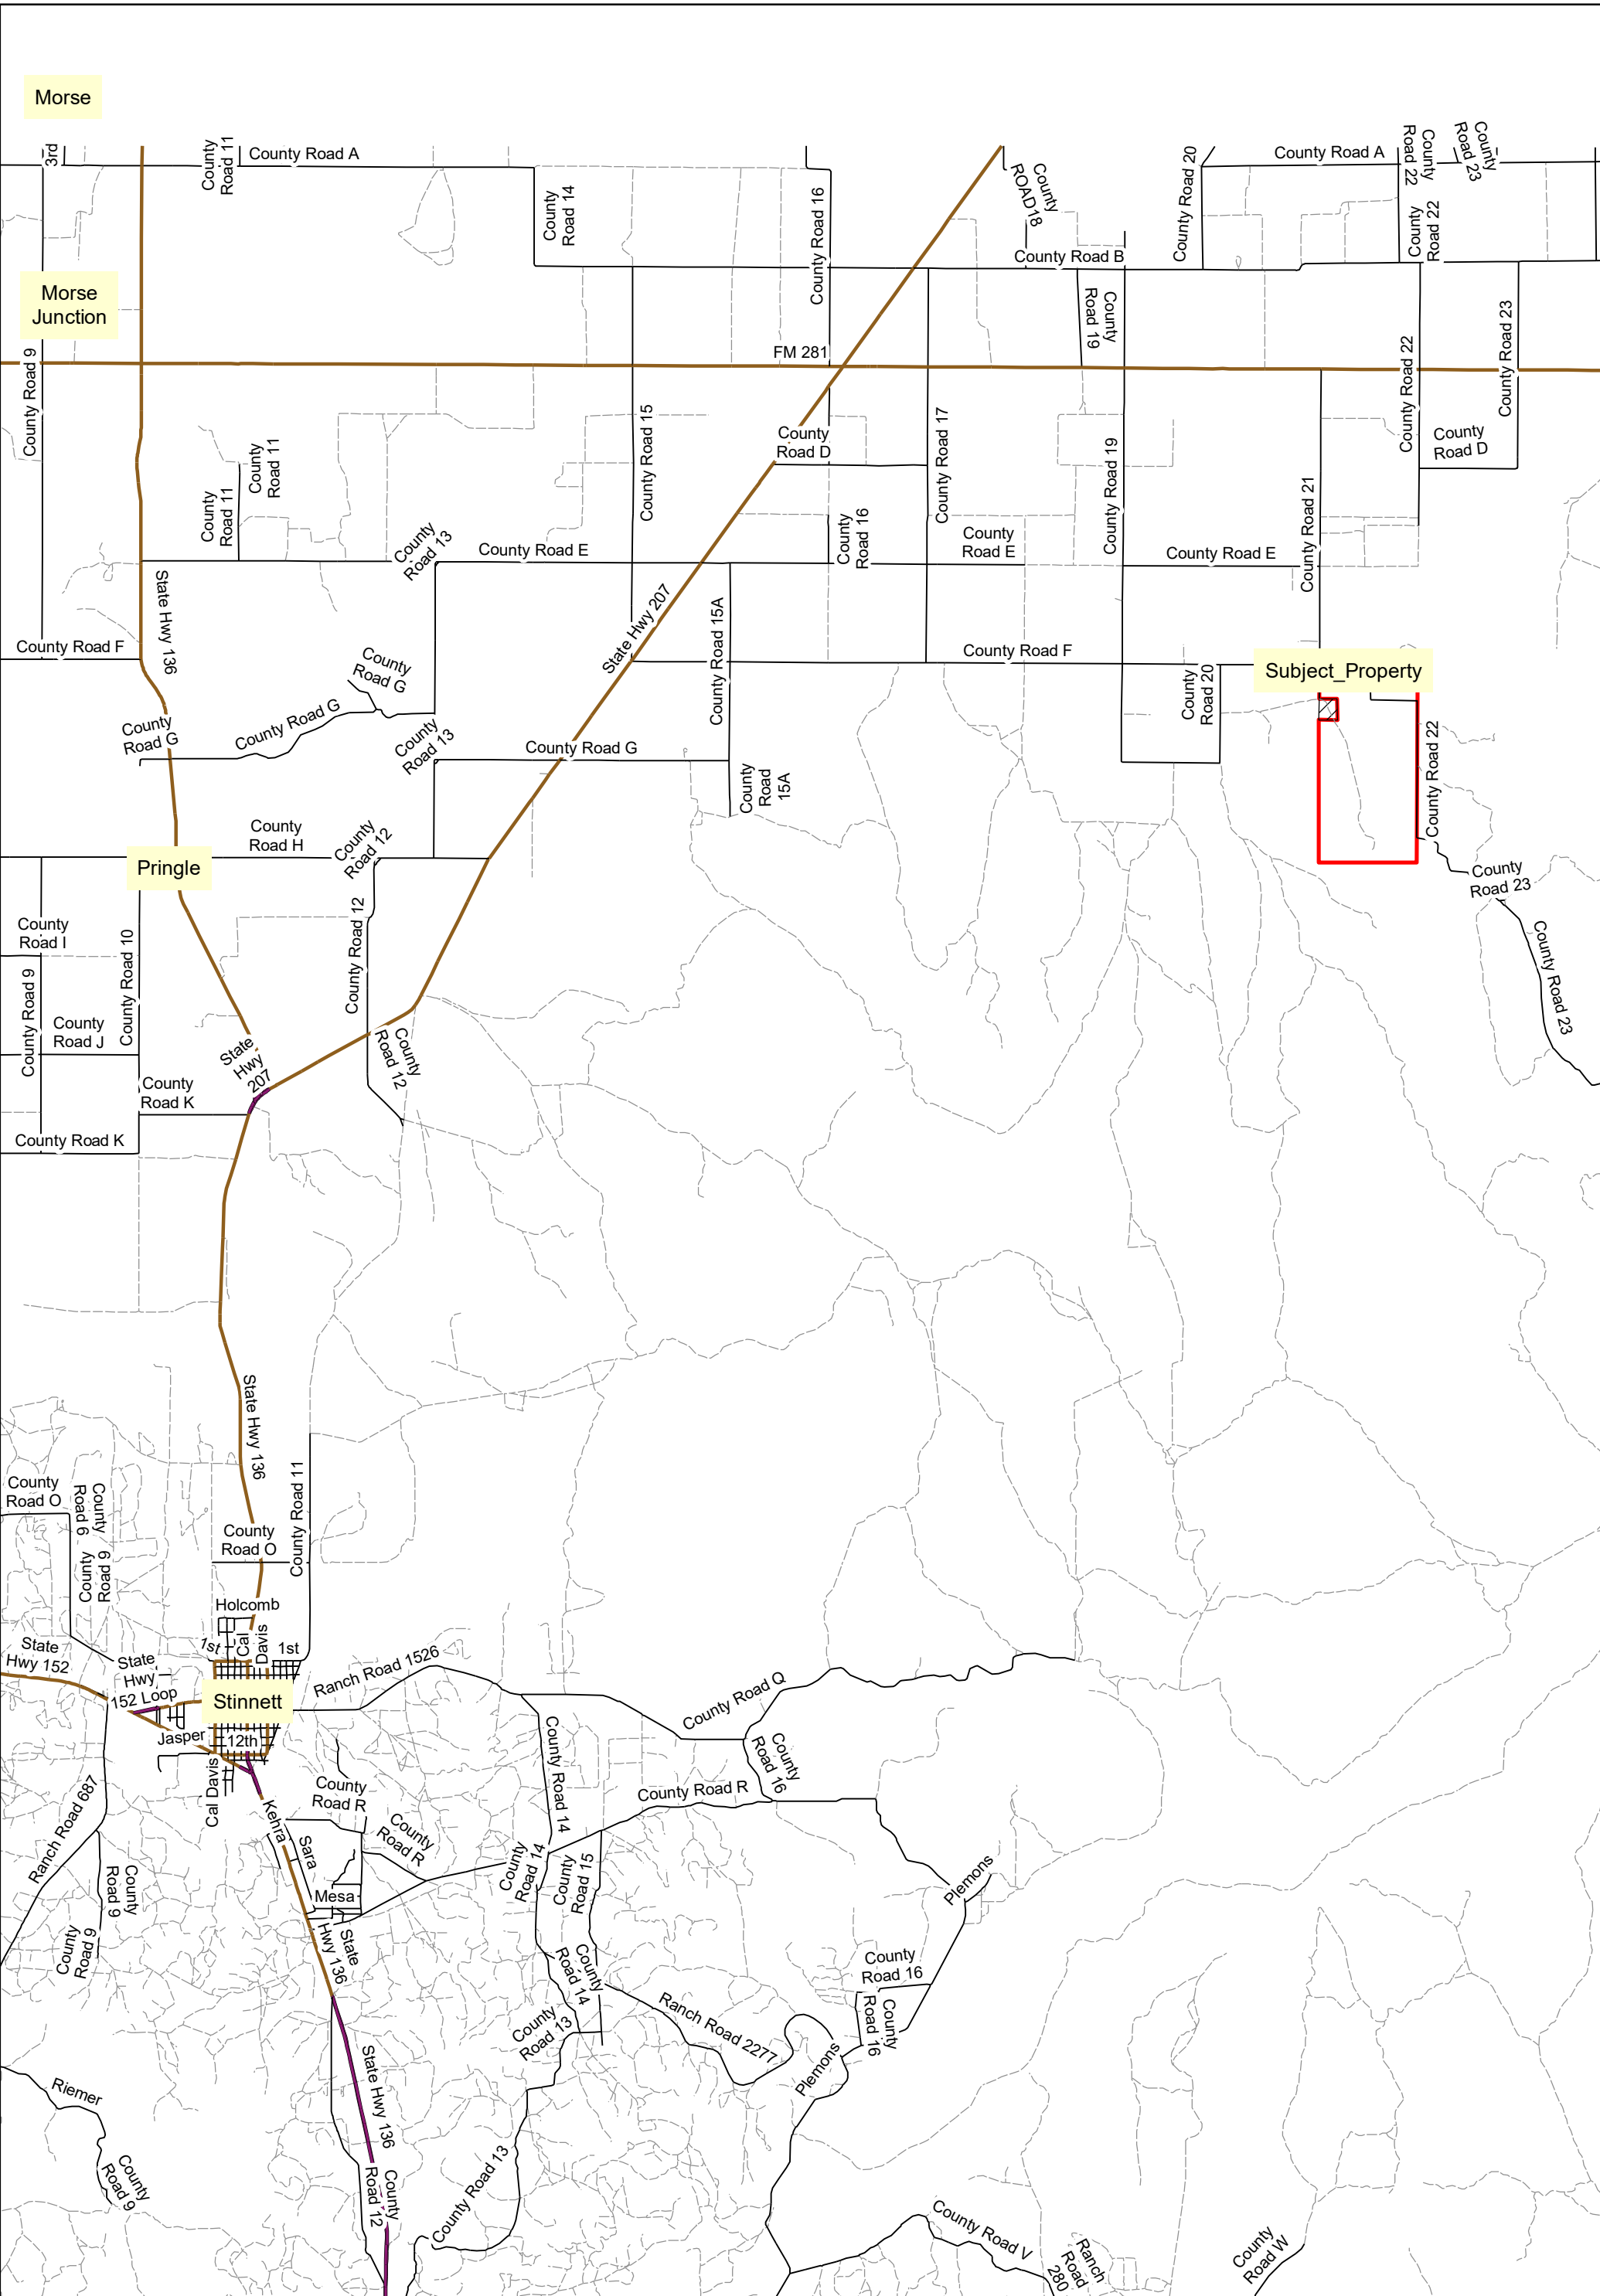 Morse
3rd
County
Road 11
County Road A
County
Road 14
County Road 16
County
ROAD18
County Road 20
County Road A
County
Road 22
County
Road 23
County
Road 22
County Road B
Morse
Junction
County Road 9
FM 281
County
Road 19
County Road 22
County Road 23
County
Road 11
County
Road 11
County Road 15
County
Road D
County Road 17
County Road 19
County
Road D
County Road 21
County
Road 13
County Road E
County
Road 16
County
Road E
County Road E
State Hwy 136
State Hwy 207
County Road 15A
County Road F
County Road F
County
Road G
County
Road 20
Subject_Property
County
Road G
County Road G
County
Road 13
County Road G
County
Road
15A
County Road 22
County
Road H
County
Road 12
Pringle
County
Road 23
County
Road I
County Road 10
County Road 12
County Road 23
County Road 9
County
Road J
State
Hwy
207
County
Road 12
County
Road K
County Road K
State Hwy 136
County
Road O
County
Road 6
County
Road 9
County
Road O
County Road 11
Holcomb
1st
Cal
Davis
1st
State
Hwy 152
State
Hwy
152 Loop
Stinnett
Ranch Road 1526
County Road Q
Jasper
12th
Cal Davis
County Road 14
County
Road 16
Ranch Road 687
Kehra
County
Road R
County Road R
Sara
County
Road R
County
Road 14
County
Road 15
Plemons
County
Road 9
County
Road 9
Mesa
State
Hwy 136
County
Road 14
County
Road 16
County
Road 16
County
Road 13
Ranch Road 2277
Plemons
Riemer
State Hwy 136
County
Road 9
County
Road 12
County Road 13
County Road V
Ranch
Road
280
County
Road W